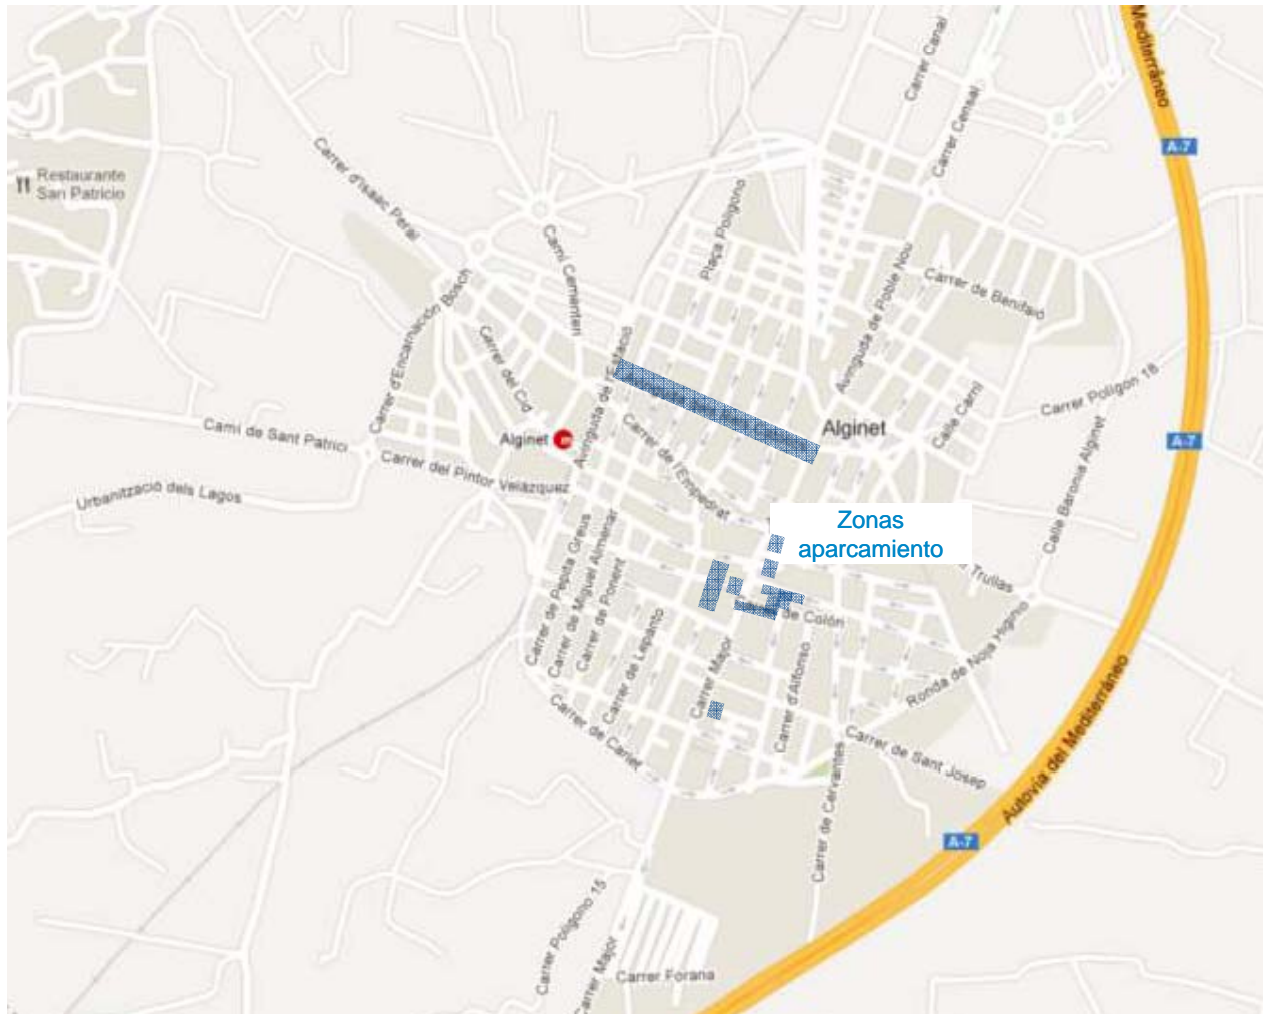 Mediterráneo
Carrer Canal
A-7
Carrer Censal
Carrer d'Isaac Peral
Restaurante
San Patricio
Plaça Polígono
Camí Cementeri
Avinguda de Poble Nou
Carrer de Benifaió
Carrer d'Encarnación Bosch
Carrer del Cid
Avinguda de l'Estació
Carrer Polígon 18
Calle Carni
Alginet
Alginet
Camí de Sant Patrici
Carrer de l'Empedrat
A-7
Carrer del Pintor Velázquez
Urbanització dels Lagos
Calle Baronia Alginet
Zonas
aparcamiento
Trullas
Carrer de Pepita Greus
Carrer de Miguel Almenar
Carrer de Ponent
de Colón
Carrer de Lepanto
Ronda de Noja Higinio
Carrer Major
Carrer d'Alfonso
Carrer de Carlet
Carrer de Sant Josep
Autovía del Mediterráneo
Carrer de Cervantes
A-7
Carrer Polígono 15
Carrer Major
Carrer Forana